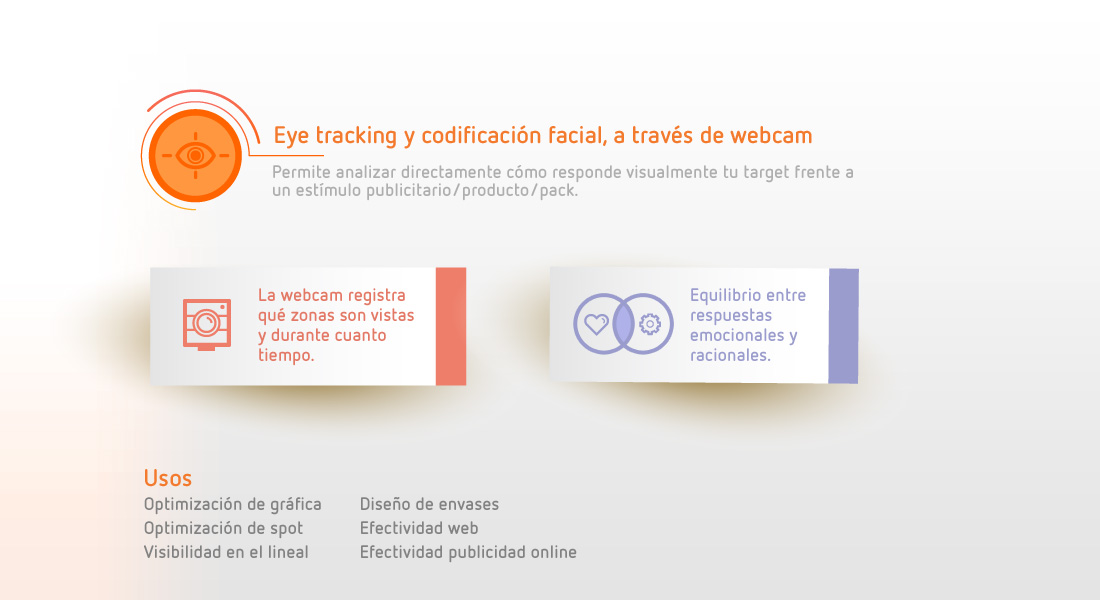 Eye tracking y codificación facial, a través de webcam
Permite analizar directamente cómo responde visualmente tu target frente a
un estímulo publicitario/producto/pack.
La webcam registra
qué zonas son vistas
y durante cuanto
tiempo.
Equilibrio entre
respuestas
emocionales y
racionales.
Usos
Optimización de gráfica
Optimización de spot
Visibilidad en el lineal
Diseño de envases
Efectividad web
Efectividad publicidad online